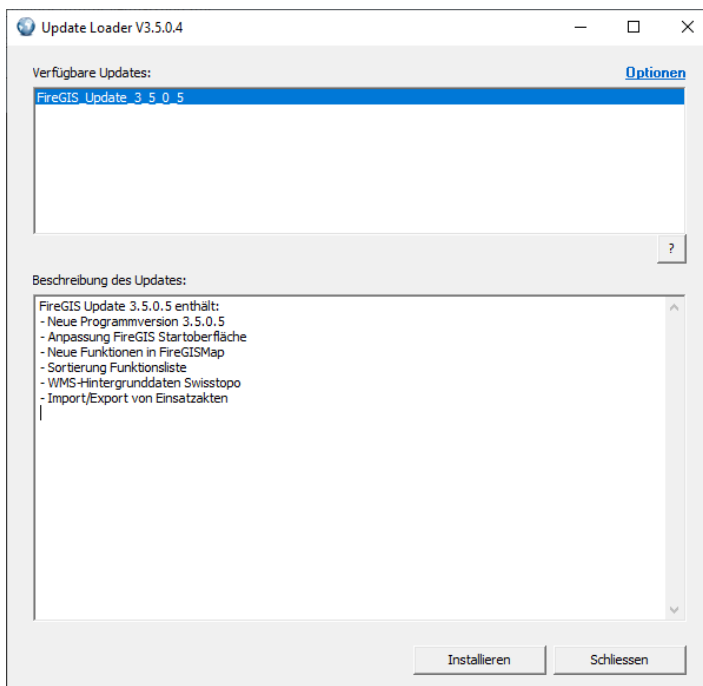 Update Loader V3.5.0.4
Verfügbare Updates:
Optionen
FireGIS_Update_3_5_0_5
?
Beschreibung des Updates:
FireGIS Update 3.5.0.5 enthält:
- Neue Programmversion 3.5.0.5
- Anpassung FireGIS Startoberfläche
- Neue Funktionen in FireGISMap
- Sortierung Funktionsliste
- WMS-Hintergrunddaten Swisstopo
- Import/Export von Einsatzakten
Installieren
Schliessen